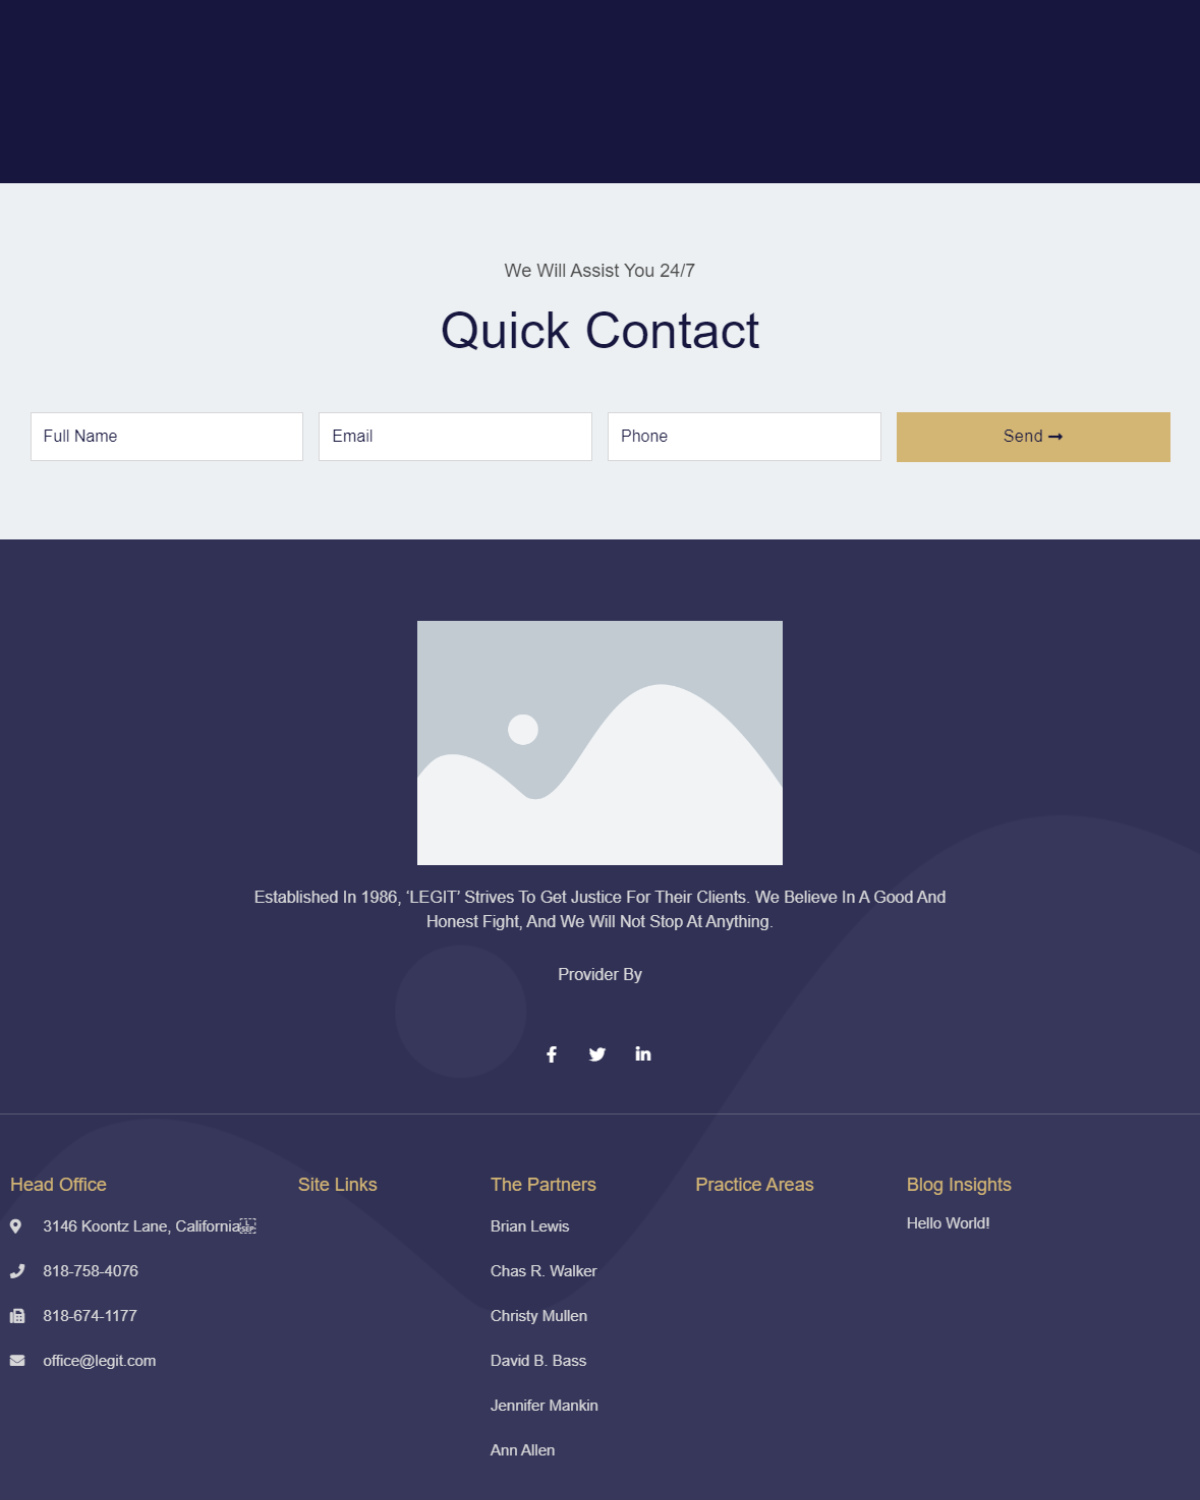 We Will Assist You 24/7
Quick Contact
Full Name
Email
Phone
Send
Established In 1986, ‘LEGIT’ Strives To Get Justice For Their Clients. We Believe In A Good And
Honest Fight, And We Will Not Stop At Anything.
Provider By
Head Office
3146 Koontz Lane, California
818-758-4076
818-674-1177
office@legit.com
Site Links
The Partners
Brian Lewis
Chas R. Walker
Christy Mullen
David B. Bass
Jennifer Mankin
Ann Allen
Practice Areas
Blog Insights
Hello World!